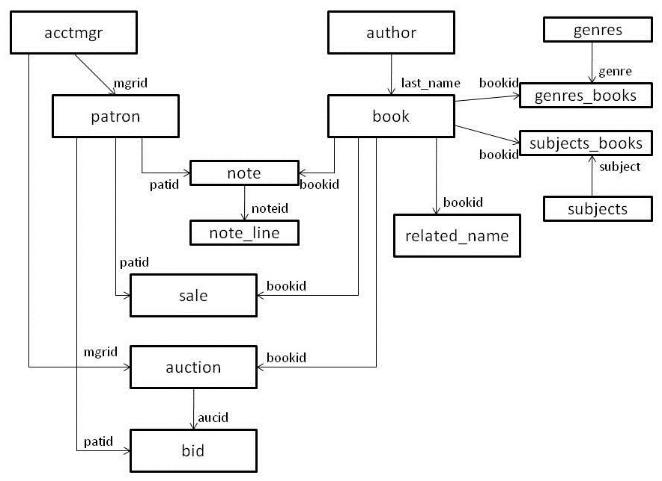 acctmgr
author
genres
mgrid
last_name
bookid
genre
patron
book
genres_books
subjects_books
bookid
subject
note
patid
bookid
noteid
note_line
bookid
subjects
related_name
patid
sale
bookid
mgrid
auction
bookid
aucid
patid
bid